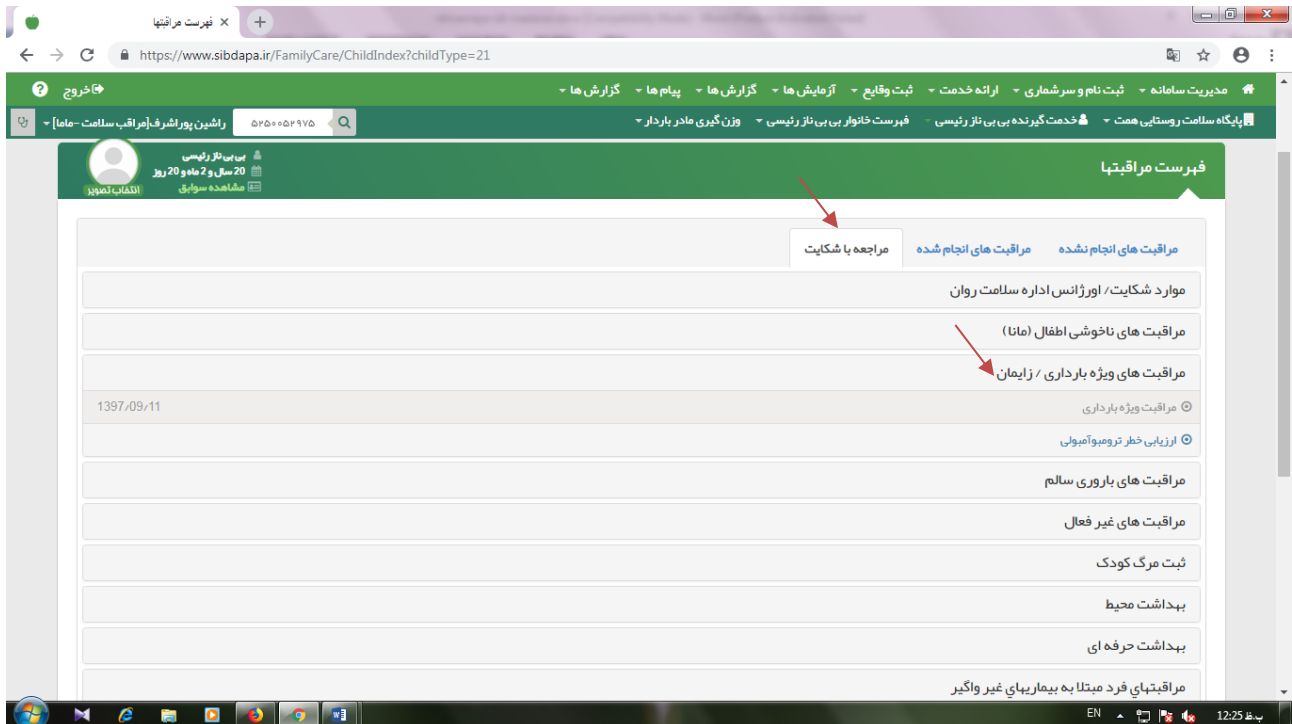 فهرست مراقبتها
https://www.sibdapa.ir/FamilyCare/ChildIndex?childType=21
مدیریت سامانه ثبت نام و سرشماری ارائه خدمت ثبت وقایع آزمایش ها گزارش ها پیام ها گزارش ها خروج
پایگاه سلامت روستایی همت خدمت گیرنده بی بی ناز رئیسی فهرست خانوار بی بی ناز رئیسی وزن گیری مادر باردار ۵۲۵۰۰۵۲۹۷۵ راشین پوراشرف[مراقب سلامت -ماما]
فهرست مراقبتها
بی بی ناز رئیسی
20 سال و 2 ماه و 20 روز
مشاهده سوابق
انتخاب تصویر
مراقبت های انجام نشده مراقبت های انجام شده مراجعه با شکایت
موارد شکایت/ اورژانس اداره سلامت روان
مراقبت های ناخوشی اطفال (مانا)
مراقبت های ویژه بارداری / زایمان
مراقبت ویژه بارداری 1397/09/11
ارزیابی خطر ترومبوآمبولی
مراقبت های باروری سالم
مراقبت های غیر فعال
ثبت مرگ کودک
بهداشت محیط
بهداشت حرفه ای
مراقبتهاي فرد مبتلا به بيماريهاي غير واگير
EN 12:25 ب.ظ